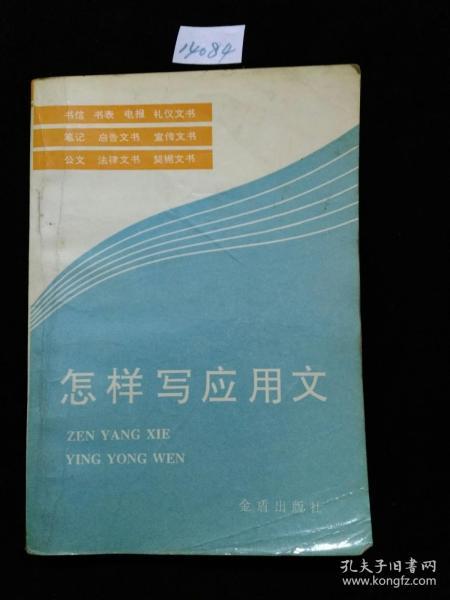 14084
书信 书表 电报 礼仪文书
笔记 启告文书 宣传文书
公文 法律文书 契据文书
怎样写应用文
ZEN YANG XIE
YING YONG WEN
金盾出版社
孔夫子旧书网
www.kongfz.com